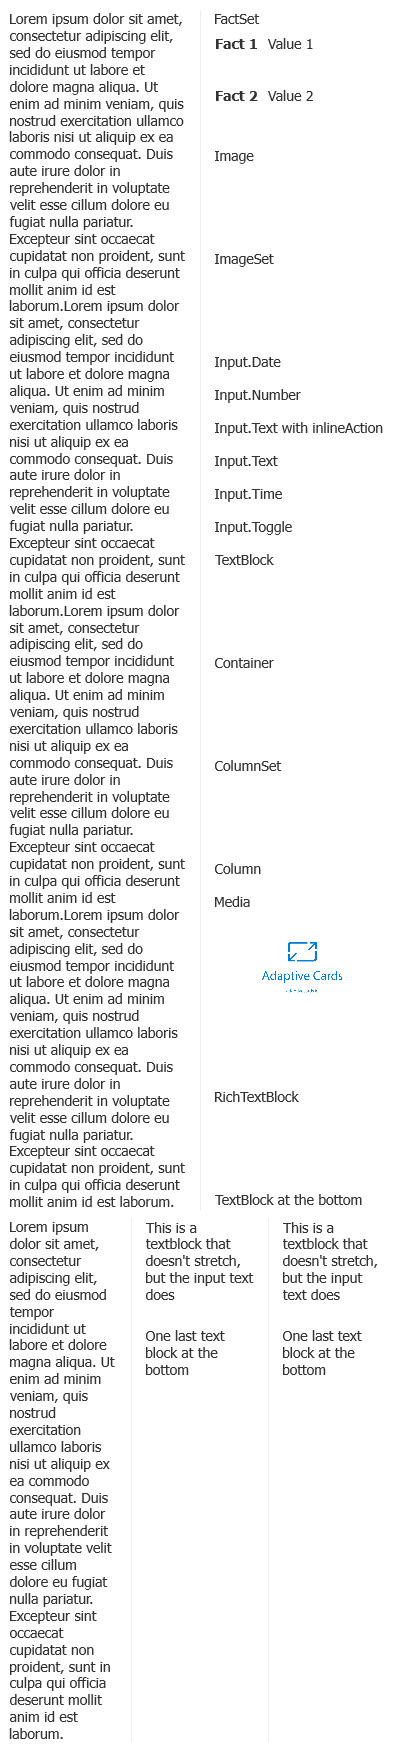 Lorem ipsum dolor sit amet,
consectetur adipiscing elit,
sed do eiusmod tempor
incididunt ut labore et
dolore magna aliqua. Ut
enim ad minim veniam, quis
nostrud exercitation ullamco
laboris nisi ut aliquip ex ea
commodo consequat. Duis
aute irure dolor in
reprehenderit in voluptate
velit esse cillum dolore eu
fugiat nulla pariatur.
Excepteur sint occaecat
cupidatat non proident, sunt
in culpa qui officia deserunt
mollit anim id est
laborum.Lorem ipsum dolor
sit amet, consectetur
adipiscing elit, sed do
eiusmod tempor incididunt
ut labore et dolore magna
aliqua. Ut enim ad minim
veniam, quis nostrud
exercitation ullamco laboris
nisi ut aliquip ex ea
commodo consequat. Duis
aute irure dolor in
reprehenderit in voluptate
velit esse cillum dolore eu
fugiat nulla pariatur.
Excepteur sint occaecat
cupidatat non proident, sunt
in culpa qui officia deserunt
mollit anim id est
laborum.Lorem ipsum dolor
sit amet, consectetur
adipiscing elit, sed do
eiusmod tempor incididunt
ut labore et dolore magna
aliqua. Ut enim ad minim
veniam, quis nostrud
exercitation ullamco laboris
nisi ut aliquip ex ea
commodo consequat. Duis
aute irure dolor in
reprehenderit in voluptate
velit esse cillum dolore eu
fugiat nulla pariatur.
Excepteur sint occaecat
cupidatat non proident, sunt
in culpa qui officia deserunt
mollit anim id est
laborum.Lorem ipsum dolor
sit amet, consectetur
adipiscing elit, sed do
eiusmod tempor incididunt
ut labore et dolore magna
aliqua. Ut enim ad minim
veniam, quis nostrud
exercitation ullamco laboris
nisi ut aliquip ex ea
commodo consequat. Duis
aute irure dolor in
reprehenderit in voluptate
velit esse cillum dolore eu
fugiat nulla pariatur.
Excepteur sint occaecat
cupidatat non proident, sunt
in culpa qui officia deserunt
mollit anim id est laborum.
FactSet
Fact 1 Value 1
Fact 2 Value 2
Image
ImageSet
Input.Date
Input.Number
Input.Text with inlineAction
Input.Text
Input.Time
Input.Toggle
TextBlock
Container
ColumnSet
Column
Media
Adaptive Cards
RichTextBlock
TextBlock at the bottom
Lorem ipsum
dolor sit amet,
consectetur
adipiscing elit,
sed do eiusmod
tempor
incididunt ut
labore et dolore
magna aliqua. Ut
enim ad minim
veniam, quis
nostrud
exercitation
ullamco laboris
nisi ut aliquip ex
ea commodo
consequat. Duis
aute irure dolor
in reprehenderit
in voluptate velit
esse cillum
dolore eu fugiat
nulla pariatur.
Excepteur sint
occaecat
cupidatat non
proident, sunt in
culpa qui officia
deserunt mollit
anim id est
laborum.
This is a
textblock that
doesn't stretch,
but the input text
does
One last text
block at the
bottom
This is a
textblock that
doesn't stretch,
but the input
text does
One last text
block at the
bottom